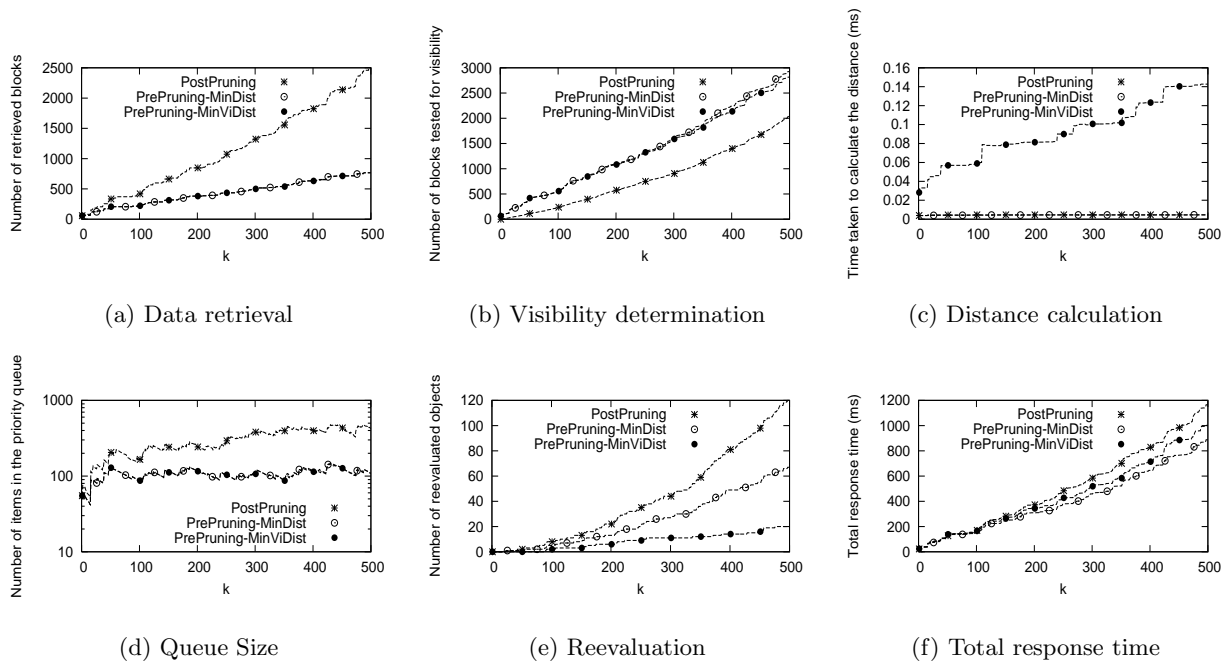 Number of retrieved blocks
2500
2000
1500
1000
500
0
PostPruning
PrePruning-MinDist
PrePruning-MinViDist
0 100 200 300 400 500
k
(a) Data retrieval
Number of blocks tested for visibility
3000
2500
2000
1500
1000
500
0
PostPruning
PrePruning-MinDist
PrePruning-MinViDist
0 100 200 300 400 500
k
(b) Visibility determination
Time taken to calculate the distance (ms)
0.16
0.14
0.12
0.1
0.08
0.06
0.04
0.02
0
PostPruning
PrePruning-MinDist
PrePruning-MinViDist
0 100 200 300 400 500
k
(c) Distance calculation
Number of items in the priority queue
1000
100
10
PostPruning
PrePruning-MinDist
PrePruning-MinViDist
0 100 200 300 400 500
k
(d) Queue Size
Number of reevaluated objects
120
100
80
60
40
20
0
PostPruning
PrePruning-MinDist
PrePruning-MinViDist
0 100 200 300 400 500
k
(e) Reevaluation
Total response time (ms)
1200
1000
800
600
400
200
0
PostPruning
PrePruning-MinDist
PrePruning-MinViDist
0 100 200 300 400 500
k
(f) Total response time